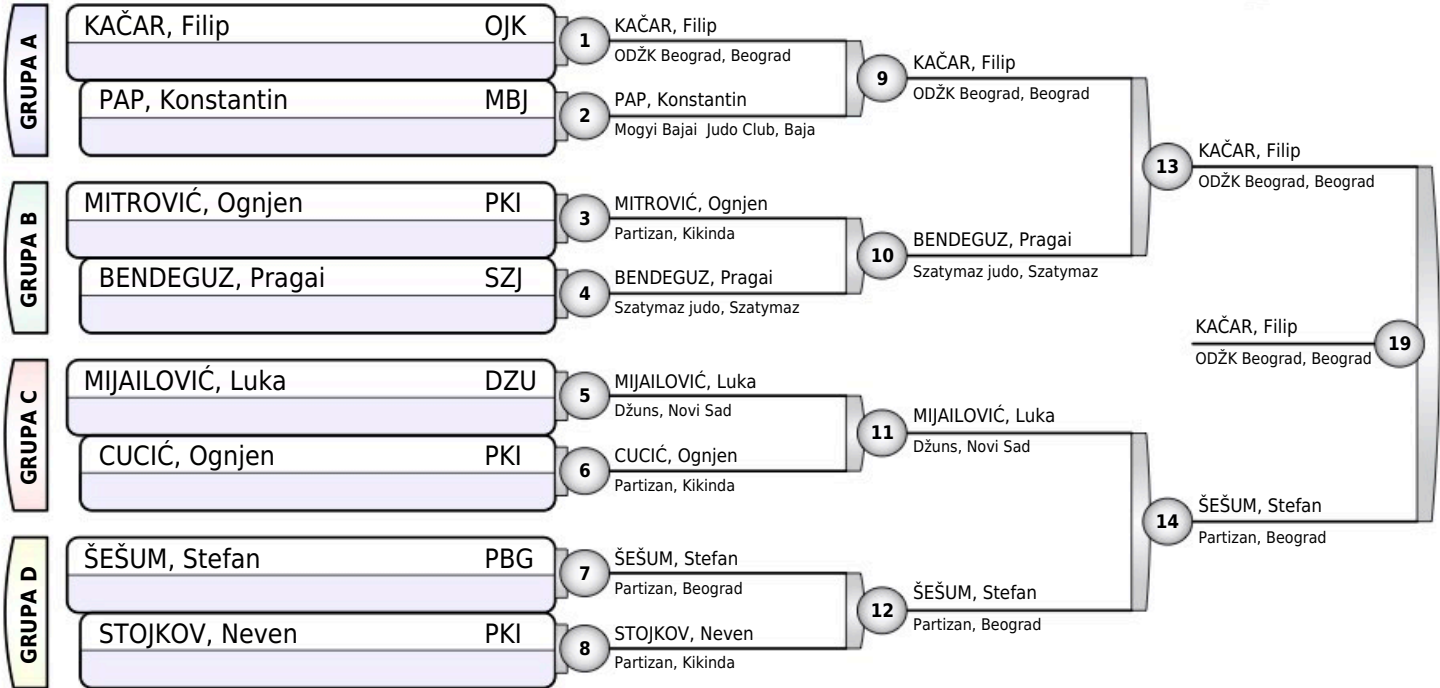 GRUPA A
KAČAR, Filip OJK
PAP, Konstantin MBJ
1
KAČAR, Filip
ODŽK Beograd, Beograd
2
PAP, Konstantin
Mogyi Bajai Judo Club, Baja
9
KAČAR, Filip
ODŽK Beograd, Beograd
GRUPA B
MITROVIĆ, Ognjen PKI
BENDEGUZ, Pragai SZJ
3
MITROVIĆ, Ognjen
Partizan, Kikinda
4
BENDEGUZ, Pragai
Szatymaz judo, Szatymaz
10
BENDEGUZ, Pragai
Szatymaz judo, Szatymaz
13
KAČAR, Filip
ODŽK Beograd, Beograd
GRUPA C
MIJAILOVIĆ, Luka DZU
CUCIĆ, Ognjen PKI
5
MIJAILOVIĆ, Luka
Džuns, Novi Sad
6
CUCIĆ, Ognjen
Partizan, Kikinda
11
MIJAILOVIĆ, Luka
Džuns, Novi Sad
GRUPA D
ŠEŠUM, Stefan PBG
STOJKOV, Neven PKI
7
ŠEŠUM, Stefan
Partizan, Beograd
8
STOJKOV, Neven
Partizan, Kikinda
12
ŠEŠUM, Stefan
Partizan, Beograd
14
ŠEŠUM, Stefan
Partizan, Beograd
KAČAR, Filip
ODŽK Beograd, Beograd
19